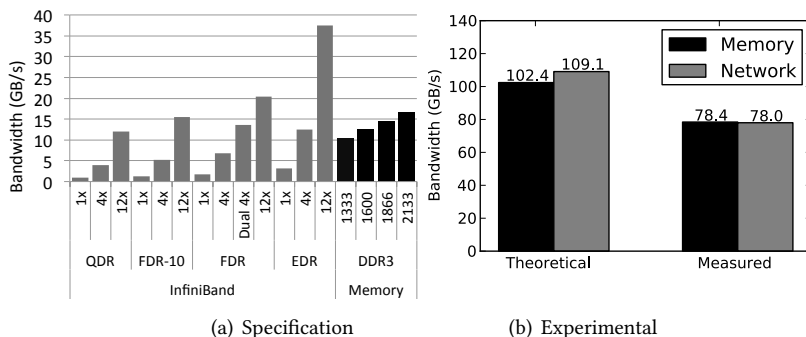 40
35
30
25
20
15
10
5
0
Bandwidth (GB/s)
1x 4x 12x 1x 4x 12x 1x 4x Dual 4x 12x 1x 4x 12x 1333 1600 1866 2133
QDR FDR-10 FDR EDR DDR3
InfiniBand Memory
(a) Specification
140
120
100
80
60
40
20
0
Bandwidth (GB/s)
Memory
Network
102.4 109.1 78.4 78.0
Theoretical Measured
(b) Experimental